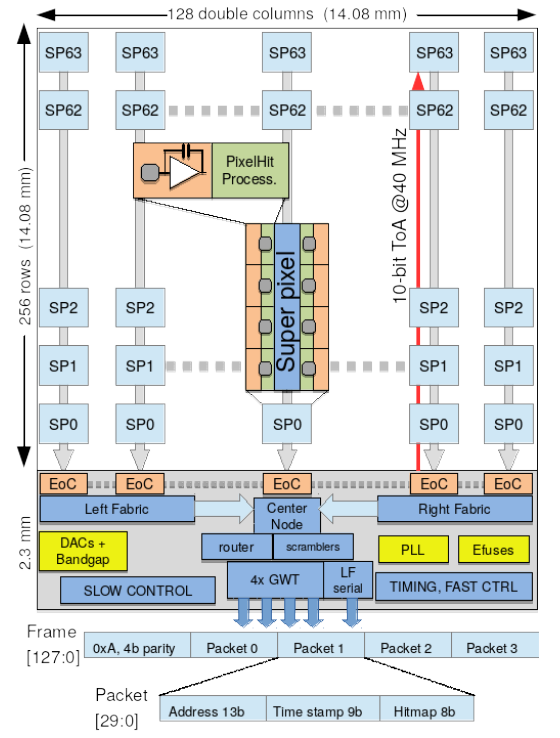 128 double columns (14.08 mm)
SP63 SP63 SP63 SP63 SP63
SP62 SP62 SP62 SP62 SP62
PixelHit
Process.
256 rows (14.08 mm)
10-bit ToA @40 MHz
Super pixel
SP2 SP2 SP2 SP2
SP1 SP1 SP1 SP1
SP0 SP0 SP0 SP0 SP0
EoC EoC EoC EoC EoC
Left Fabric Center Right Fabric
Node
2.3 mm
DACs +
Bandgap
router scramblers PLL Efuses
SLOW CONTROL 4x GWT LF
serial
TIMING, FAST CTRL
Frame
[127:0]
0xA, 4b parity Packet 0 Packet 1 Packet 2 Packet 3
Packet
[29:0]
Address 13b Time stamp 9b Hitmap 8b